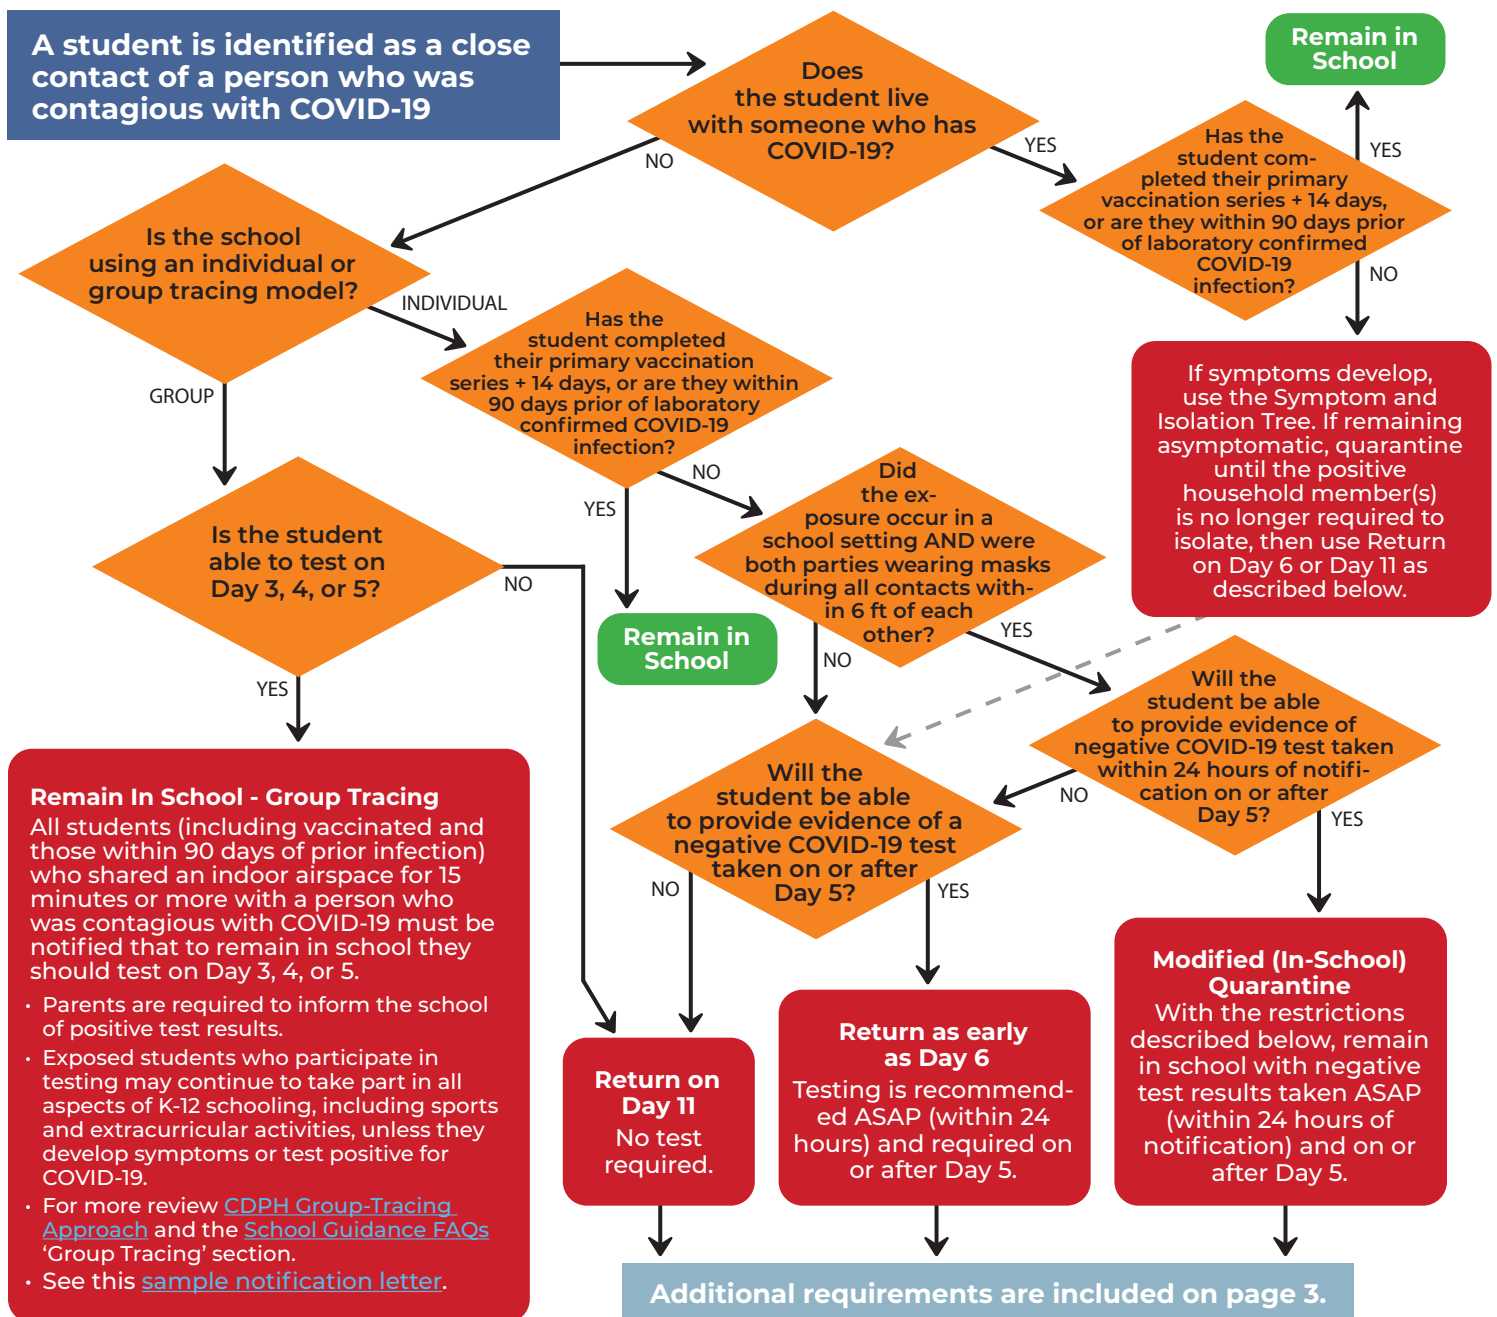 A student is identified as a close
contact of a person who was
contagious with COVID-19
Does
the student live
with someone who has
COVID-19?
NO
YES
Remain in
School
Has the
student com-
pleted their primary
vaccination series + 14 days,
or are they within 90 days prior
of laboratory confirmed
COVID-19
infection?
YES
NO
Is the school
using an individual or
group tracing model?
INDIVIDUAL
GROUP
Has the
student completed
their primary vaccination
series + 14 days, or are they within
90 days prior of laboratory
confirmed COVID-19
infection?
NO
YES
If symptoms develop,
use the Symptom and
Isolation Tree. If remaining
asymptomatic, quarantine
until the positive
household member(s)
is no longer required to
isolate, then use Return
on Day 6 or Day 11 as
described below.
Is the student
able to test on
Day 3, 4, or 5?
NO
YES
Remain in
School
Did
the ex-
posure occur in a
school setting AND were
both parties wearing masks
during all contacts with-
in 6 ft of each
other?
NO
YES
Will the
student be able
to provide evidence of
negative COVID-19 test taken
within 24 hours of notifi-
cation on or after
Day 5?
NO
YES
Will the
student be able
to provide evidence of a
negative COVID-19 test
taken on or after
Day 5?
NO
YES
Remain In School - Group Tracing
All students (including vaccinated and
those within 90 days of prior infection)
who shared an indoor airspace for 15
minutes or more with a person who
was contagious with COVID-19 must be
notified that to remain in school they
should test on Day 3, 4, or 5.
• Parents are required to inform the school
of positive test results.
• Exposed students who participate in
testing may continue to take part in all
aspects of K-12 schooling, including sports
and extracurricular activities, unless they
develop symptoms or test positive for
COVID-19.
• For more review CDPH Group-Tracing
Approach and the School Guidance FAQs
‘Group Tracing’ section.
• See this sample notification letter.
Return on
Day 11
No test
required.
Return as early
as Day 6
Testing is recommend-
ed ASAP (within 24
hours) and required on
or after Day 5.
Modified (In-School)
Quarantine
With the restrictions
described below, remain
in school with negative
test results taken ASAP
(within 24 hours of
notification) and on or
after Day 5.
Additional requirements are included on page 3.